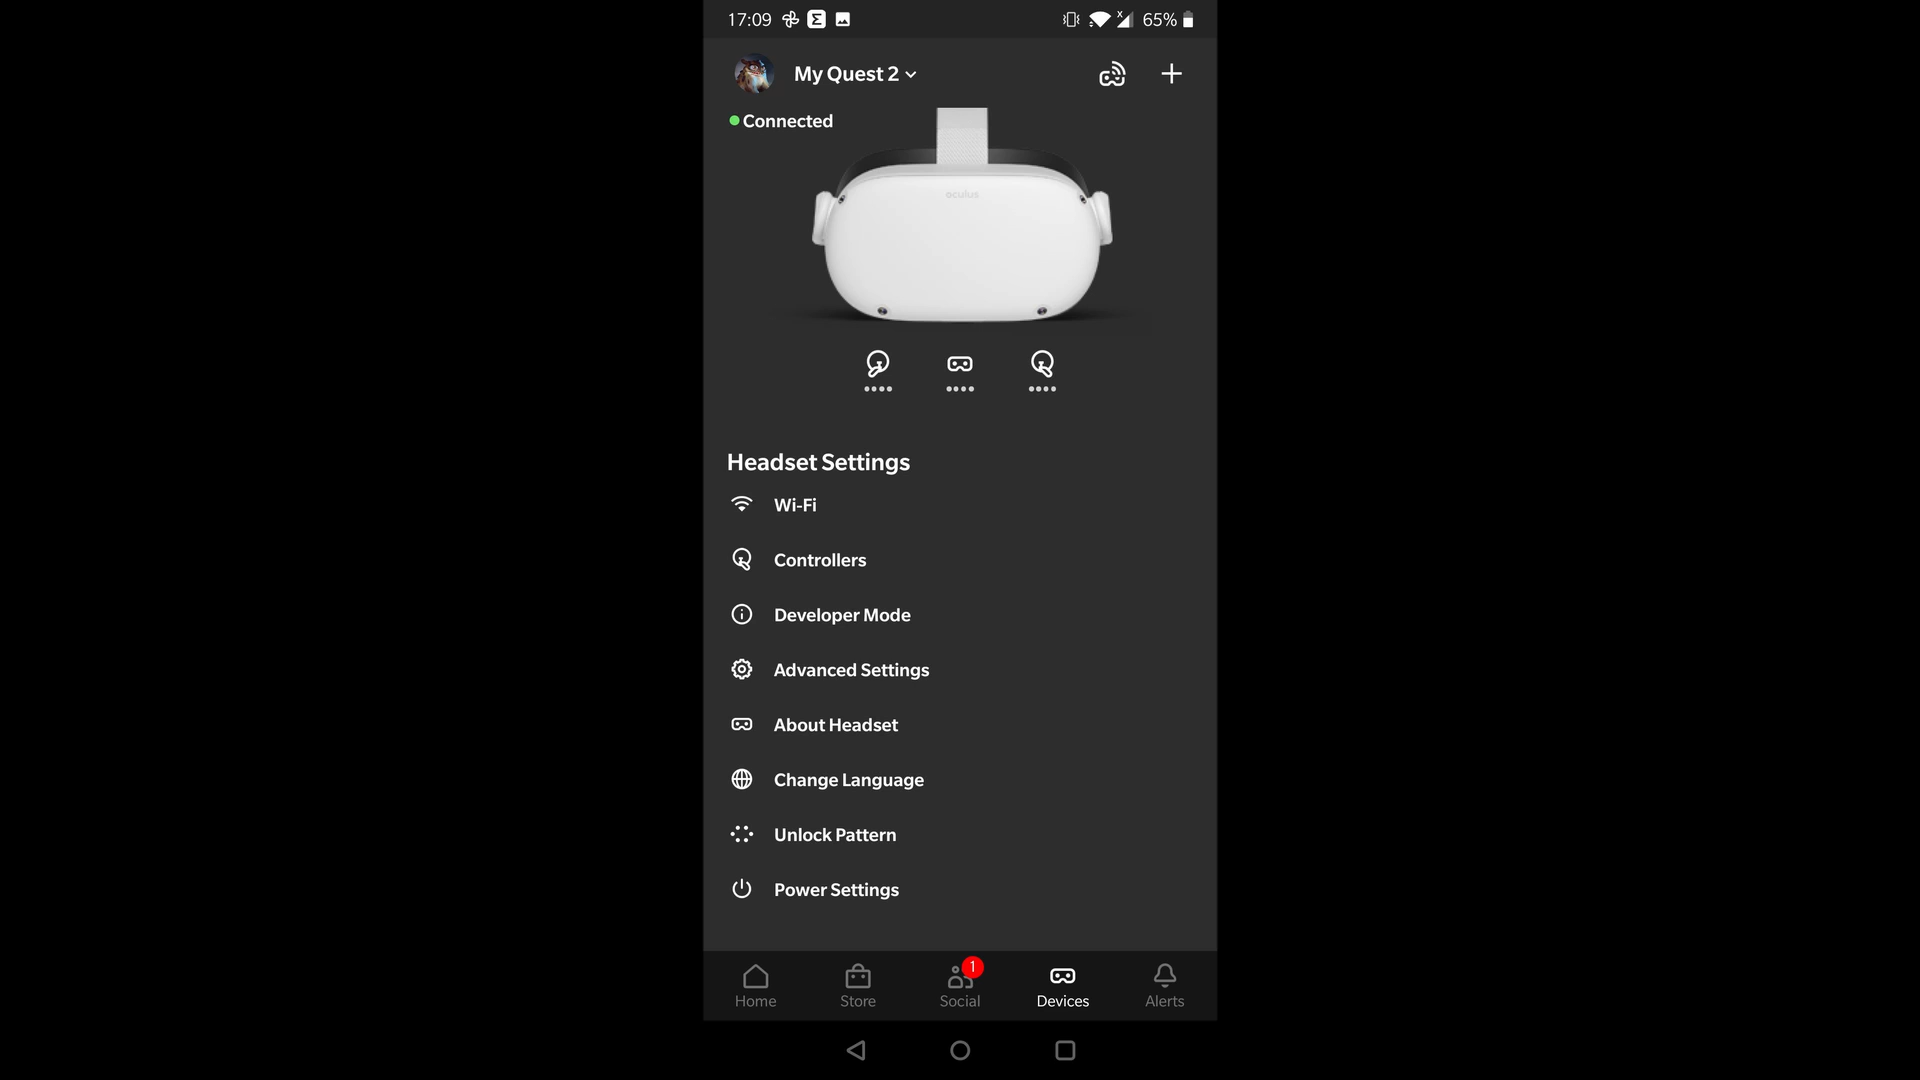 17:09 65%
My Quest 2
Connected
oculus
Headset Settings
Wi-Fi
Controllers
Developer Mode
Advanced Settings
About Headset
Change Language
Unlock Pattern
Power Settings
1
Home Store Social Devices Alerts